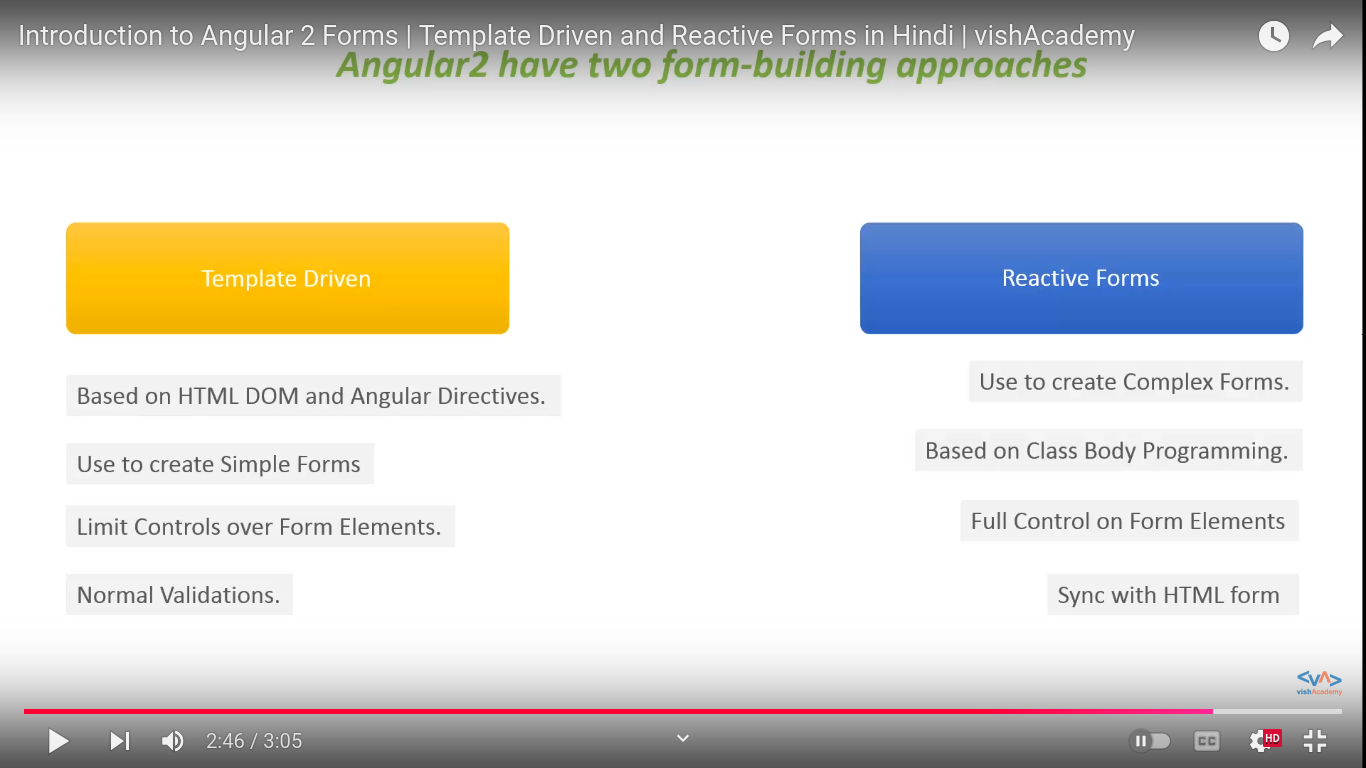 Introduction to Angular 2 Forms | Template Driven and Reactive Forms in Hindi | vishAcademy
Angular2 have two form-building approaches
Template Driven
Based on HTML DOM and Angular Directives.
Use to create Simple Forms
Limit Controls over Form Elements.
Normal Validations.
Reactive Forms
Use to create Complex Forms.
Based on Class Body Programming.
Full Control on Form Elements
Sync with HTML form
<VΛ>
vishAcademy
2:46 / 3:05
CC
HD